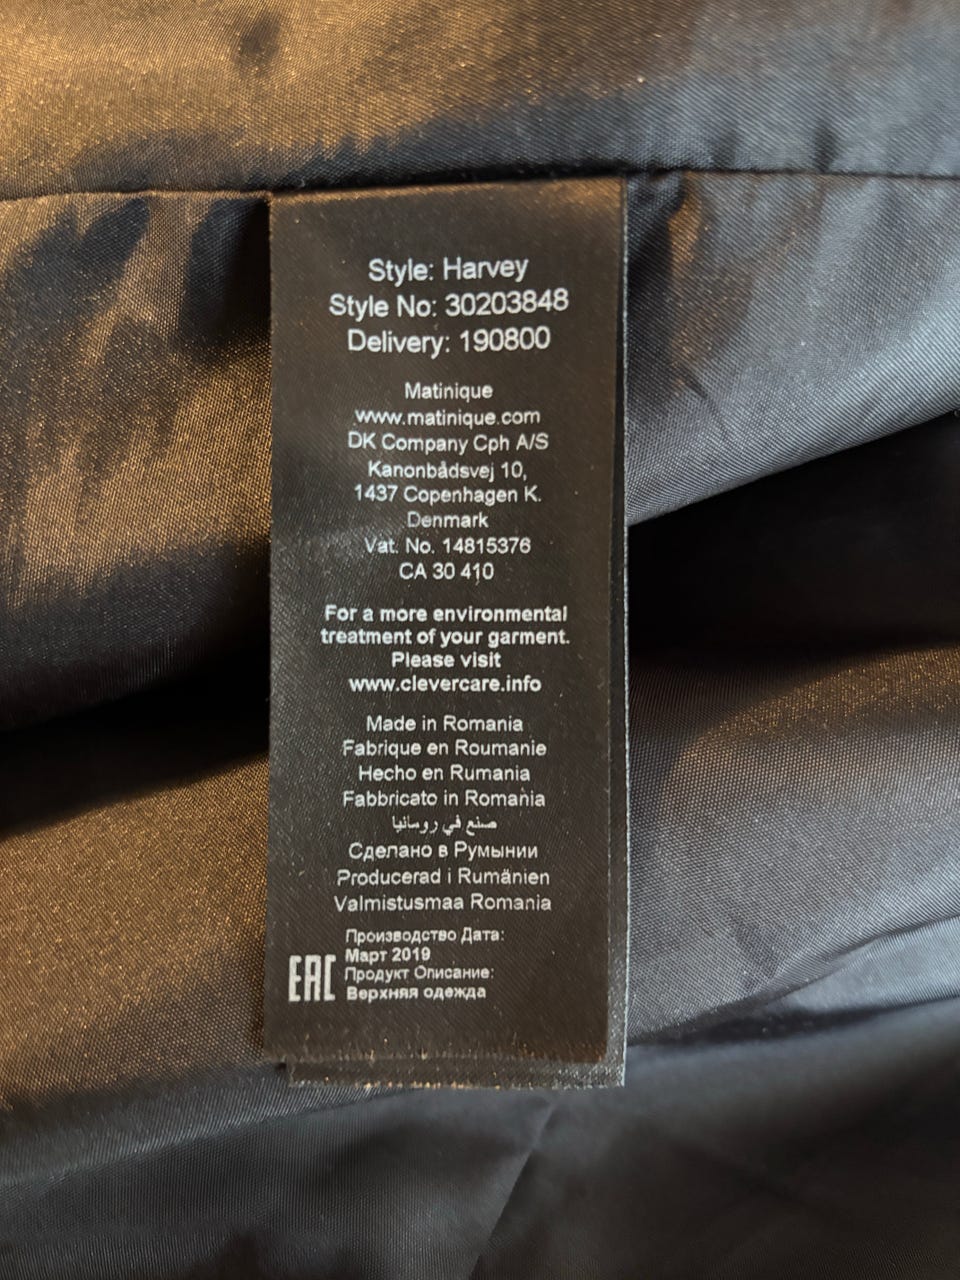 Style: Harvey
Style No: 30203848
Delivery: 190800
Matinique
www.matinique.com
DK Company Cph A/S
Kanonbådsvej 10,
1437 Copenhagen K.
Denmark
Vat. No. 14815376
CA 30 410
For a more environmental
treatment of your garment.
Please visit
www.clevercare.info
Made in Romania
Fabrique en Roumanie
Hecho en Rumania
Fabbricato in Romania
صنع في رومانيا
Сделано в Румынии
Producerad i Rumänien
Valmistusmaa Romania
Производство Дата:
Март 2019
EAC
Продукт Описание:
Верхняя одежда